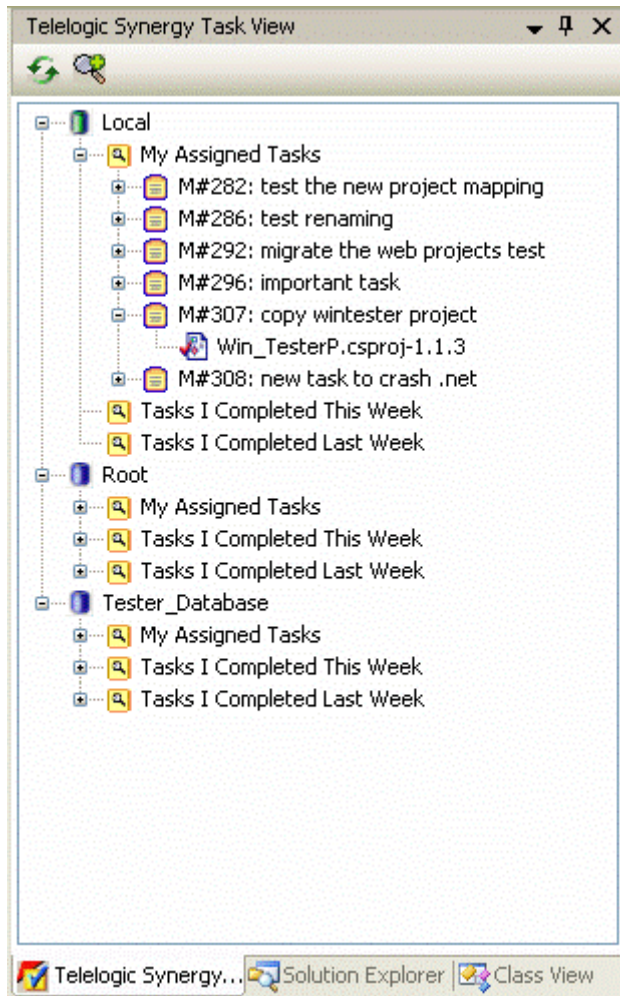 Telelogic Synergy Task View
Local
My Assigned Tasks
M#282: test the new project mapping
M#286: test renaming
M#292: migrate the web projects test
M#296: important task
M#307: copy wintester project
Win_TesterP.csproj-1.1.3
M#308: new task to crash .net
Tasks I Completed This Week
Tasks I Completed Last Week
Root
My Assigned Tasks
Tasks I Completed This Week
Tasks I Completed Last Week
Tester_Database
My Assigned Tasks
Tasks I Completed This Week
Tasks I Completed Last Week
Telelogic Synergy... Solution Explorer Class View